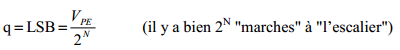 q = LSB = V_PE / 2^N (il y a bien 2^N "marches" à "l'escalier")